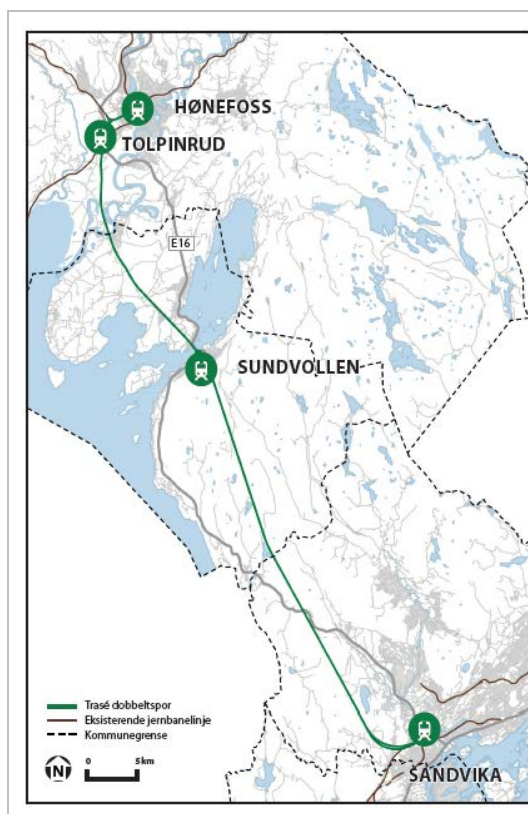 HØNEFOSS
TOLPINRUD
E16
SUNDVOLLEN
Trasé dobbeltspor
Eksisterende jernbanelinje
Kommunegrense
SANDVIKA
N
0 5km